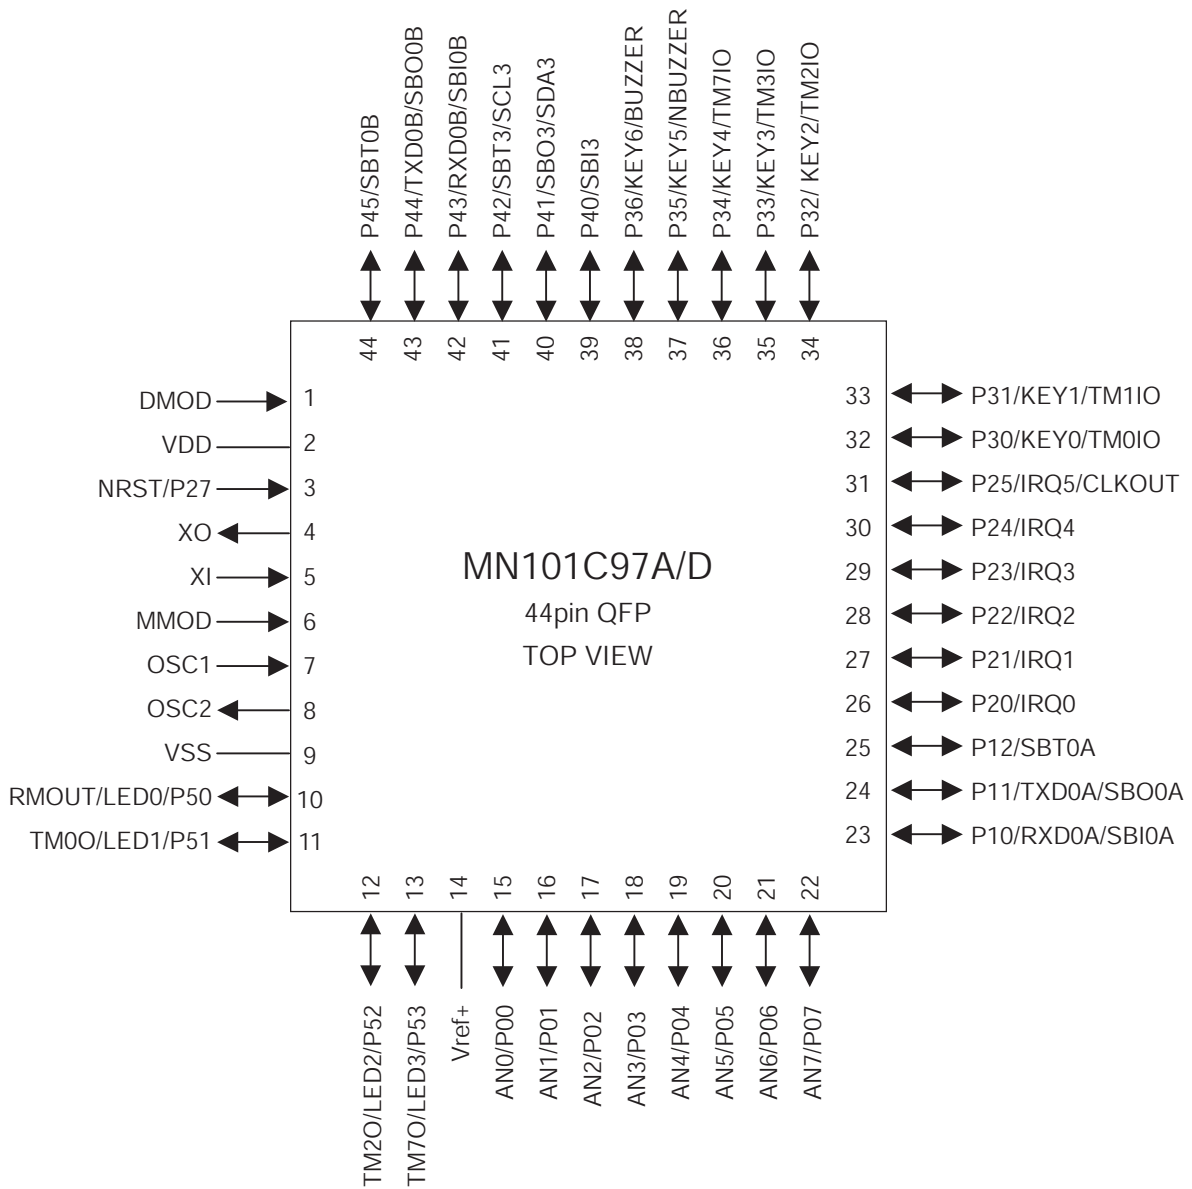 P45/SBT0B
P44/TXD0B/SBO0B
P43/RXD0B/SBI0B
P42/SBT3/SCL3
P41/SBO3/SDA3
P40/SBI3
P36/KEY6/BUZZER
P35/KEY5/NBUZZER
P34/KEY4/TM7IO
P33/KEY3/TM3IO
P32/ KEY2/TM2IO
44
43
42
41
40
39
38
37
36
35
34
DMOD 1
VDD 2
NRST/P27 3
XO 4
XI 5
MMOD 6
OSC1 7
OSC2 8
VSS 9
RMOUT/LED0/P50 10
TM0O/LED1/P51 11
MN101C97A/D
44pin QFP
TOP VIEW
33 P31/KEY1/TM1IO
32 P30/KEY0/TM0IO
31 P25/IRQ5/CLKOUT
30 P24/IRQ4
29 P23/IRQ3
28 P22/IRQ2
27 P21/IRQ1
26 P20/IRQ0
25 P12/SBT0A
24 P11/TXD0A/SBO0A
23 P10/RXD0A/SBI0A
12
13
14
15
16
17
18
19
20
21
22
TM2O/LED2/P52
TM7O/LED3/P53
Vref+
AN0/P00
AN1/P01
AN2/P02
AN3/P03
AN4/P04
AN5/P05
AN6/P06
AN7/P07